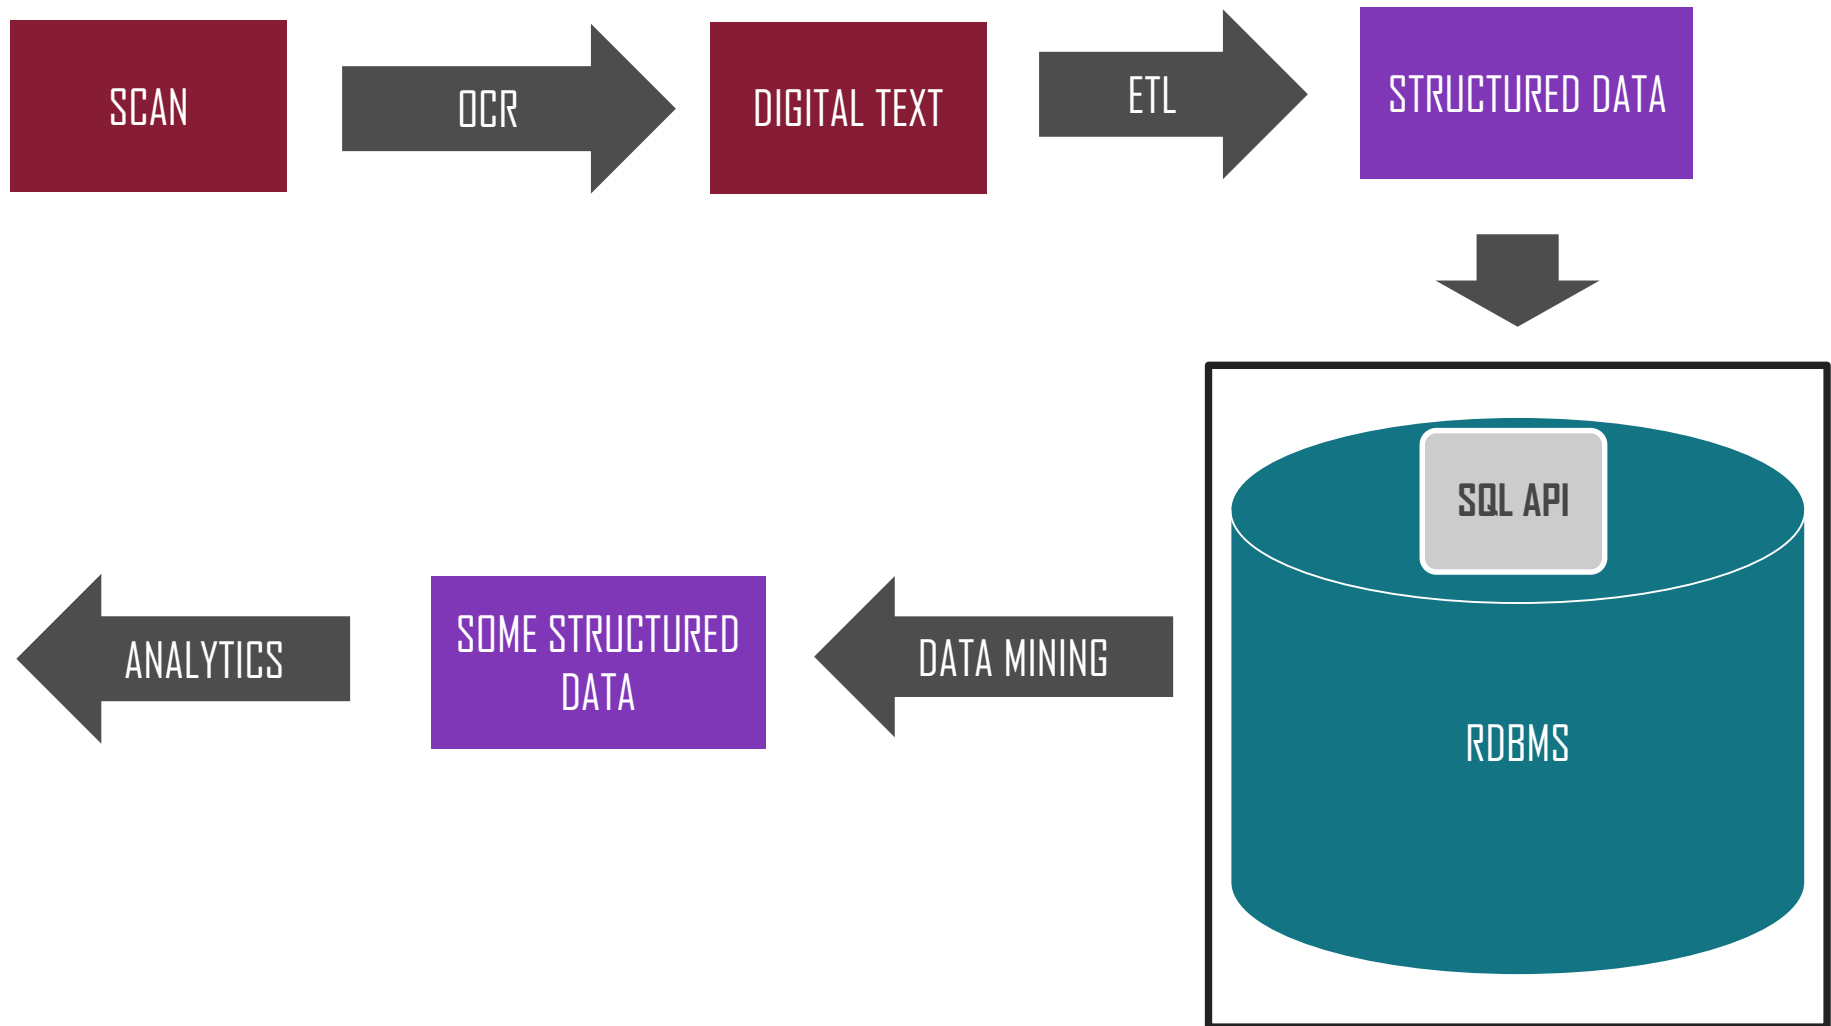 SCAN
OCR
DIGITAL TEXT
ETL
STRUCTURED DATA
SQL API
RDBMS
DATA MINING
SOME STRUCTURED
DATA
ANALYTICS